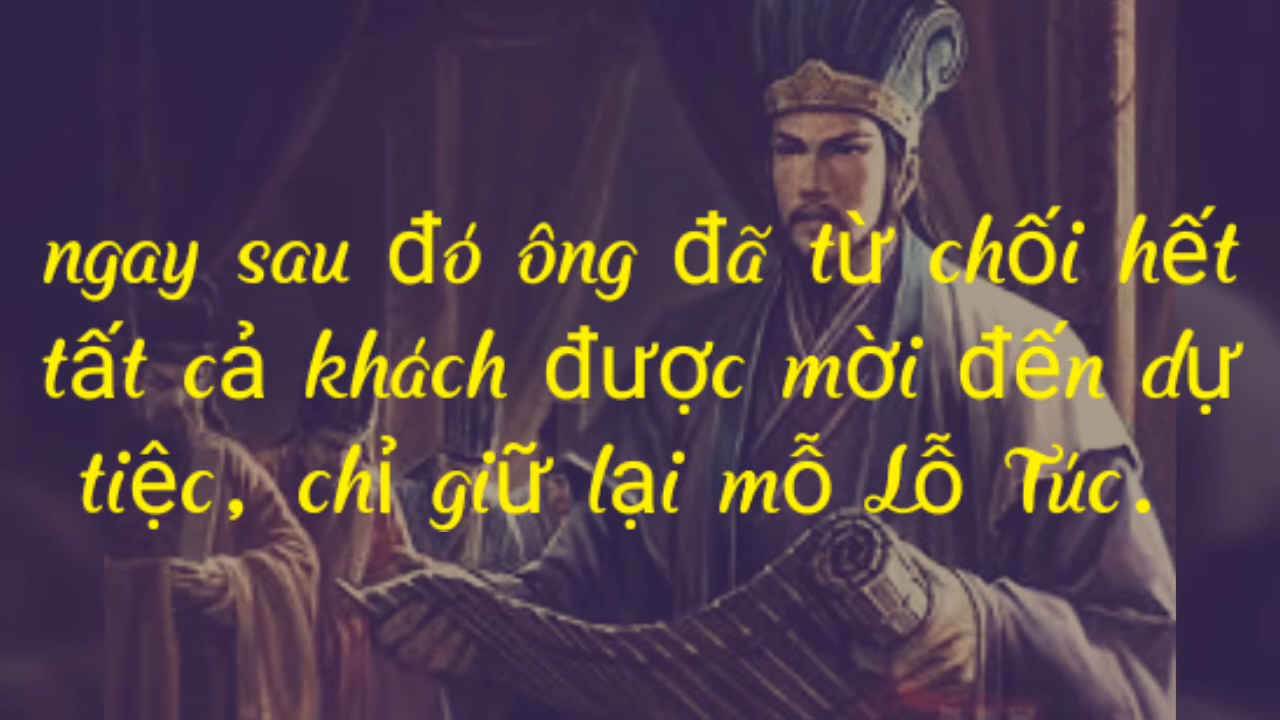 ngay sau đó ông đã từ chối hết
tất cả khách được mời đến dự
tiệc, chỉ giữ lại mỗ Lỗ Túc.